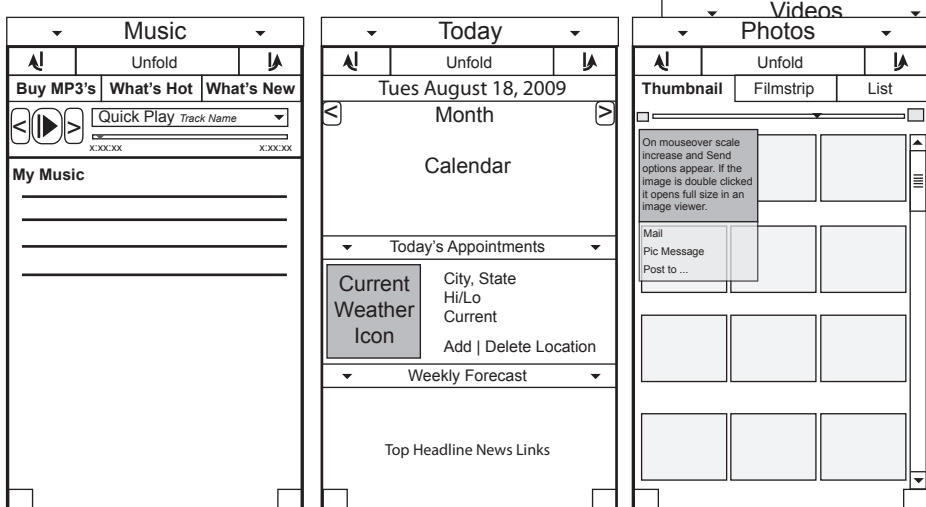 Videos
Music
Unfold
Buy MP3's What's Hot What's New
< > Quick Play Track Name
x:xx:xx x:xx:xx
My Music
Today
Unfold
Tues August 18, 2009
< Month >
Calendar
Today's Appointments
Current
Weather
Icon
City, State
Hi/Lo
Current
Add | Delete Location
Weekly Forecast
Top Headline News Links
Photos
Unfold
Thumbnail Filmstrip List
On mouseover scale
increase and Send
options appear. If the
image is double clicked
it opens full size in an
image viewer.
Mail
Pic Message
Post to ...